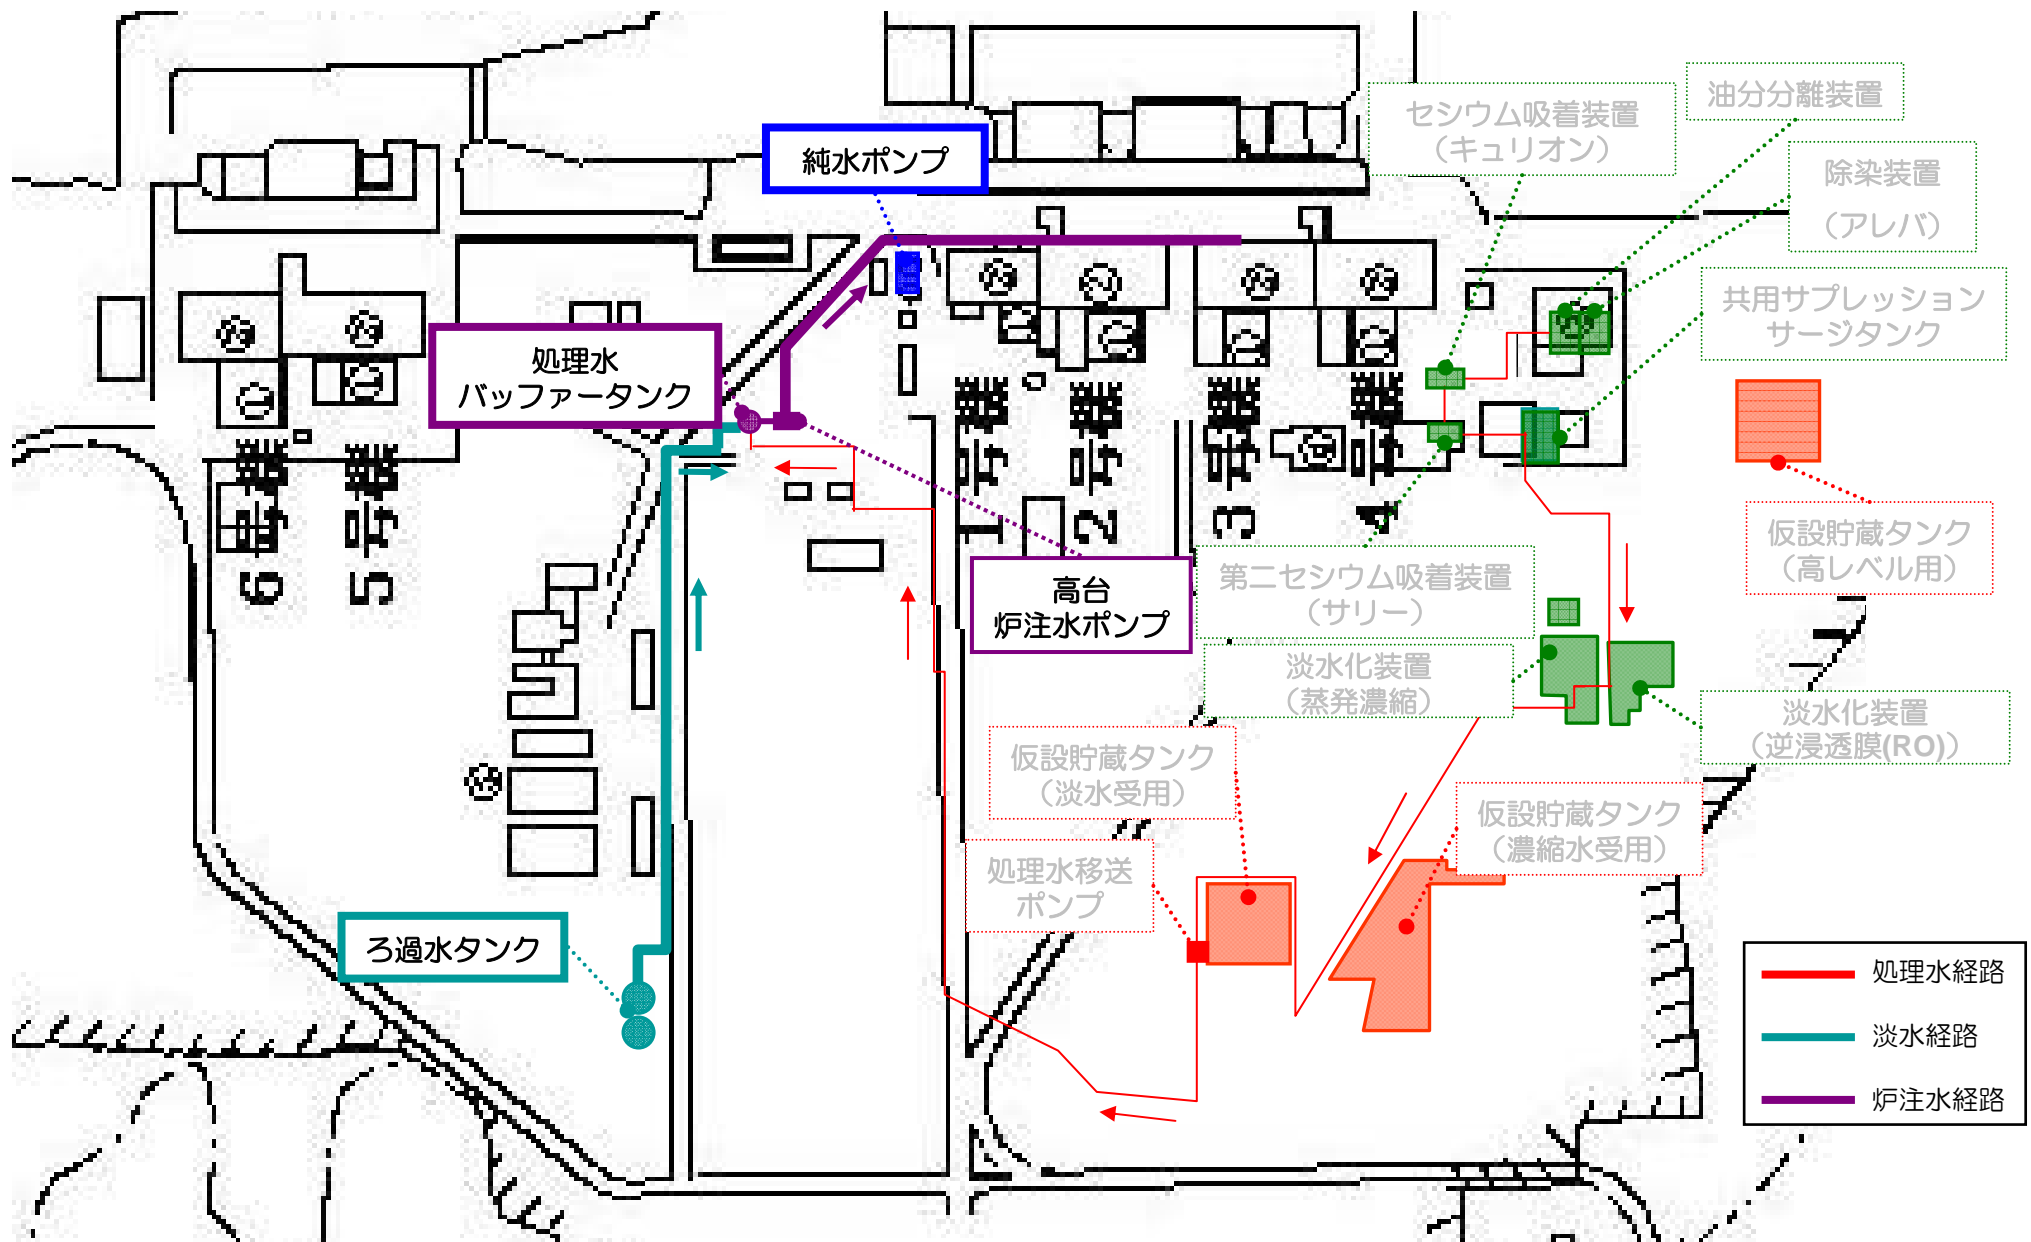 油分分離装置
セシウム吸着装置
（キュリオン）
純水ポンプ
除染装置
（アレバ）
共用サプレッション
サージタンク
処理水
バッファータンク
6号機
5号機
1号機
2号機
3号機
4号機
仮設貯蔵タンク
（高レベル用）
高台
炉注水ポンプ
第二セシウム吸着装置
（サリー）
淡水化装置
（蒸発濃縮）
淡水化装置
（逆浸透膜(RO)）
仮設貯蔵タンク
（淡水受用）
仮設貯蔵タンク
（濃縮水受用）
処理水移送
ポンプ
ろ過水タンク
処理水経路
淡水経路
炉注水経路